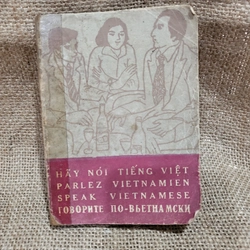 HÃY NÓI TIẾNG VIỆT
PARLEZ VIETNAMIEN
SPEAK VIETNAMESE
ГОВОРИТЕ ПО-ВЬЕТНАМСКИ